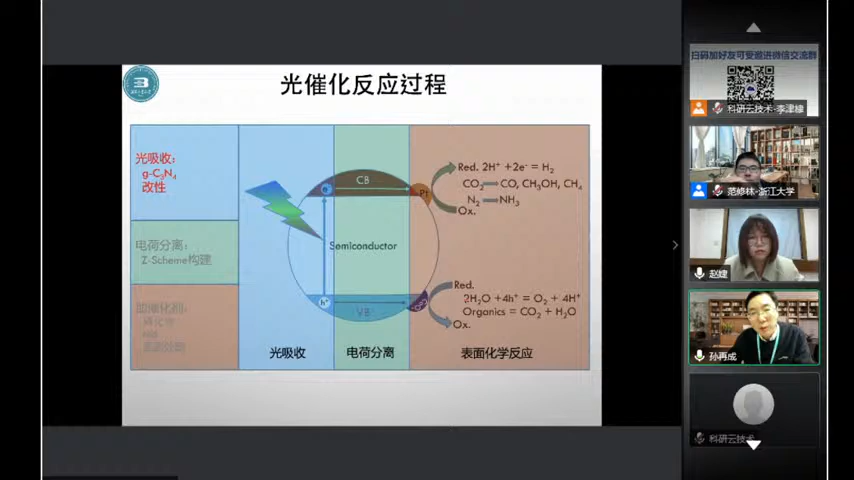 光催化反应过程
光吸收:
g-C₃N₄
改性
电荷分离:
Z-Scheme构建
助催化剂:
光吸收
电荷分离
表面化学反应
CB
e⁻
Pt
Semiconductor
h⁺
VB
Red. 2H⁺ +2e⁻ = H₂
CO₂ CO, CH₃OH, CH₄
N₂ NH₃
Ox.
Red.
2H₂O +4h⁺ = O₂ + 4H⁺
Organics = CO₂ + H₂O
Ox.
扫码加好友可受邀进微信交流群
科研云技术-李津
范修林-浙江大学
赵婕
孙再成
科研云技术